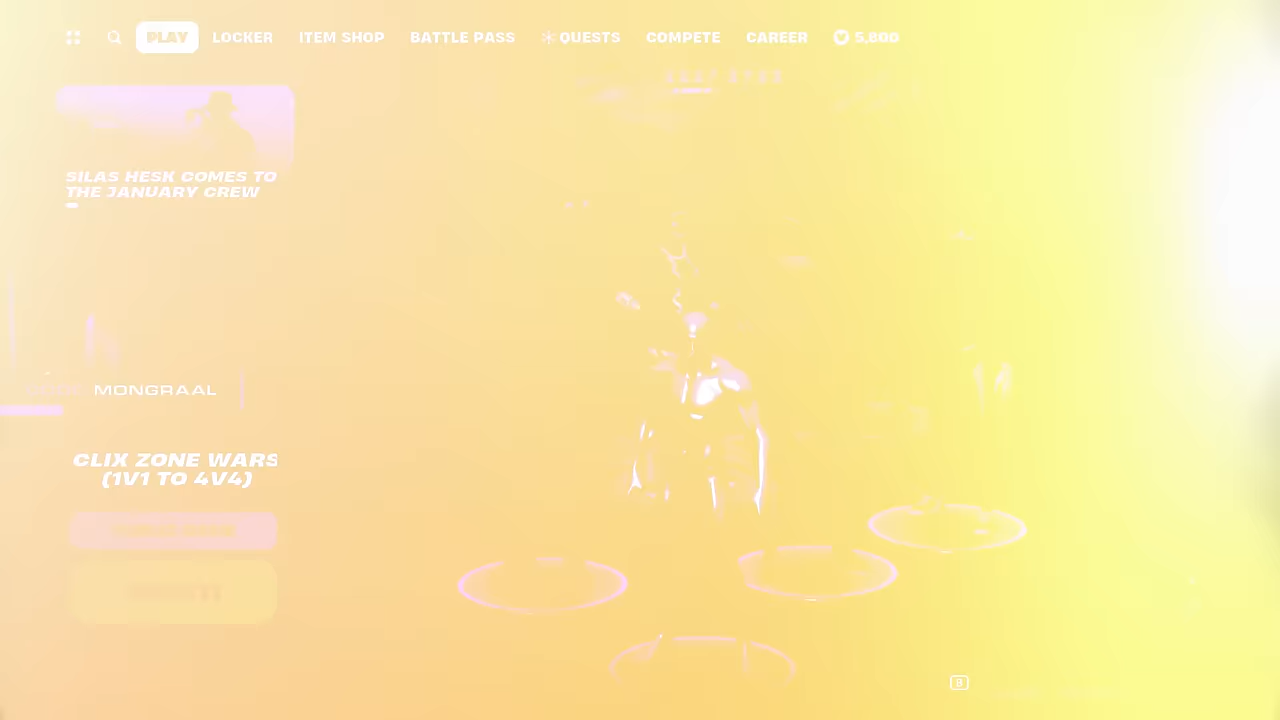 PLAY
LOCKER
ITEM SHOP
BATTLE PASS
QUESTS
COMPETE
CAREER
5,800
SILAS HESK COMES TO
THE JANUARY CREW
MONGRAAL
CLIX ZONE WARS
(1V1 TO 4V4)
B